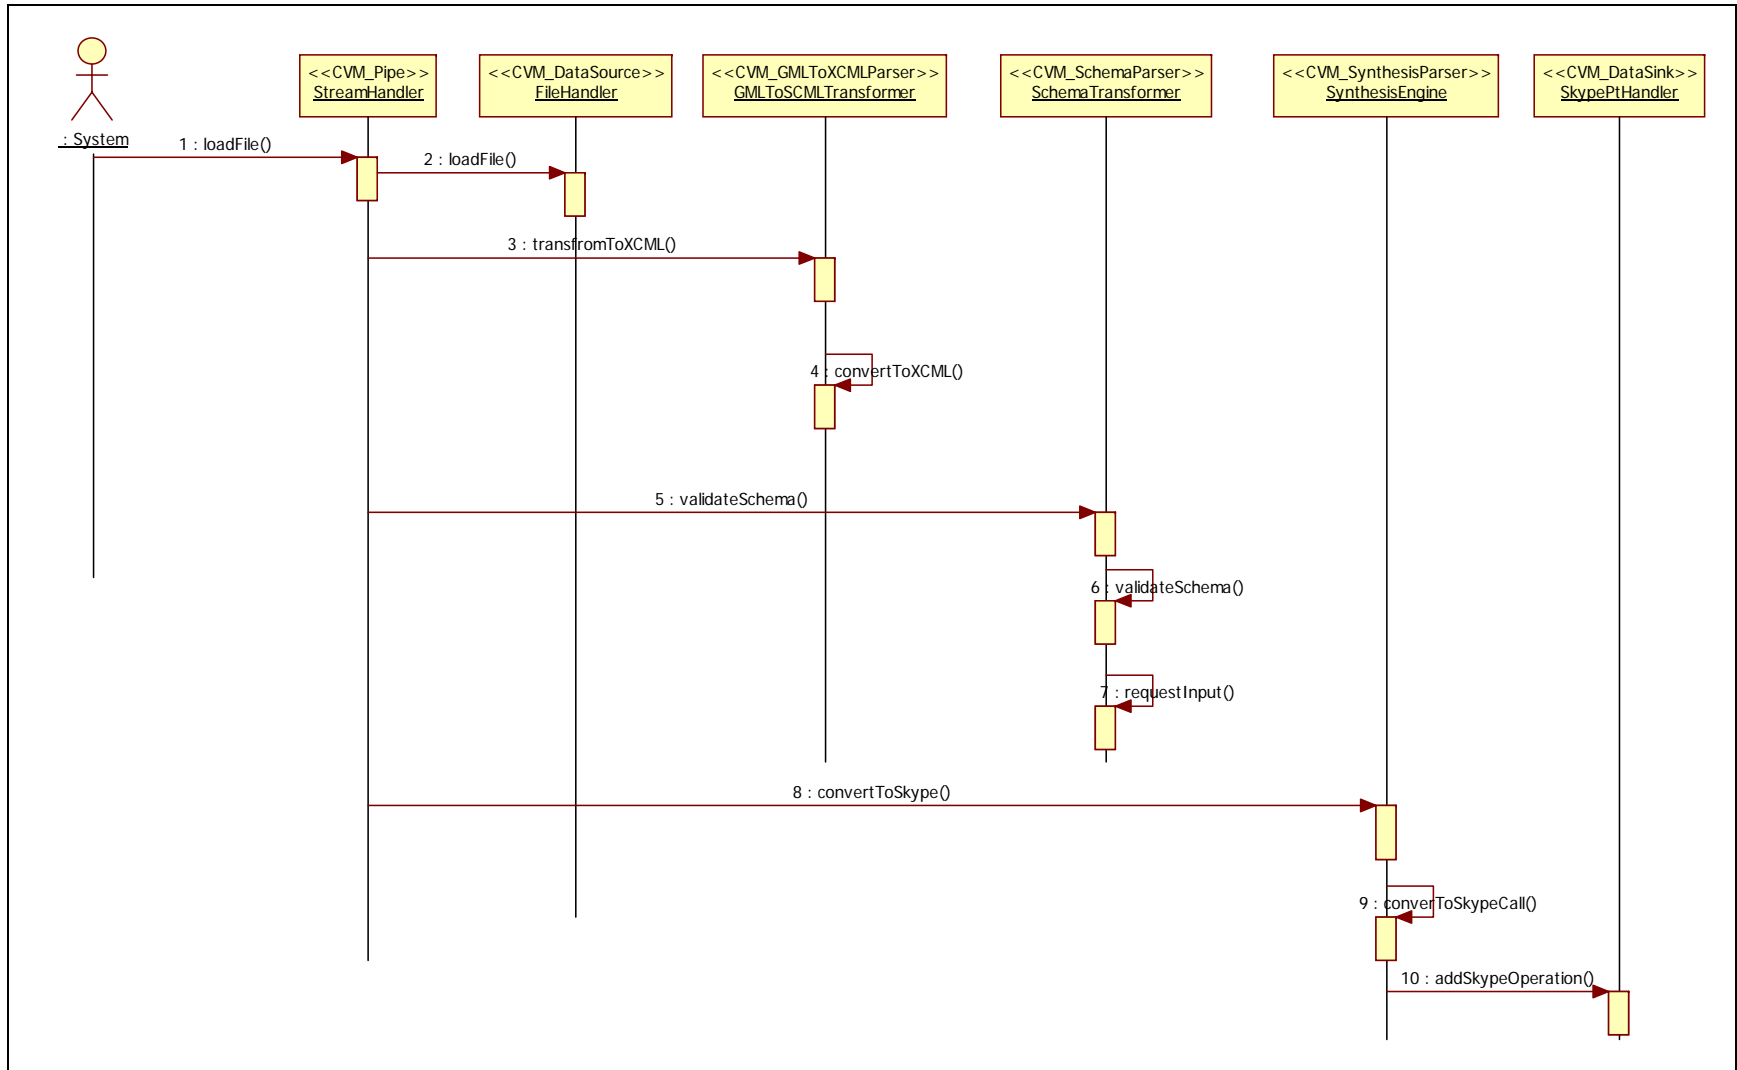 <<CVM_Pipe>>
StreamHandler
<<CVM_DataSource>>
FileHandler
<<CVM_GMLToXCMLParser>>
GMLToSCMLTransformer
<<CVM_SchemaParser>>
SchemaTransformer
<<CVM_SynthesisParser>>
SynthesisEngine
<<CVM_DataSink>>
SkypePtHandler
: System
1 : loadFile()
2 : loadFile()
3 : transfromToXCML()
4 : convertToXCML()
5 : validateSchema()
6 : validateSchema()
7 : requestInput()
8 : convertToSkype()
9 : converToSkypeCall()
10 : addSkypeOperation()